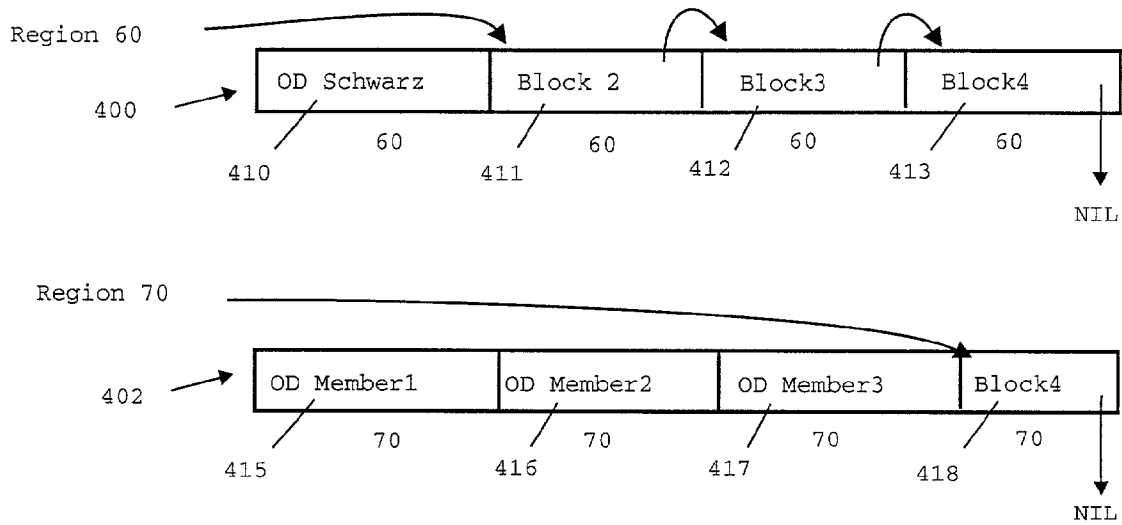 Region 60
OD Schwarz Block 2 Block3 Block4
400
60 60 60 60
410 411 412 413
NIL
Region 70
OD Member1 OD Member2 OD Member3 Block4
402
70 70 70 70
415 416 417 418
NIL